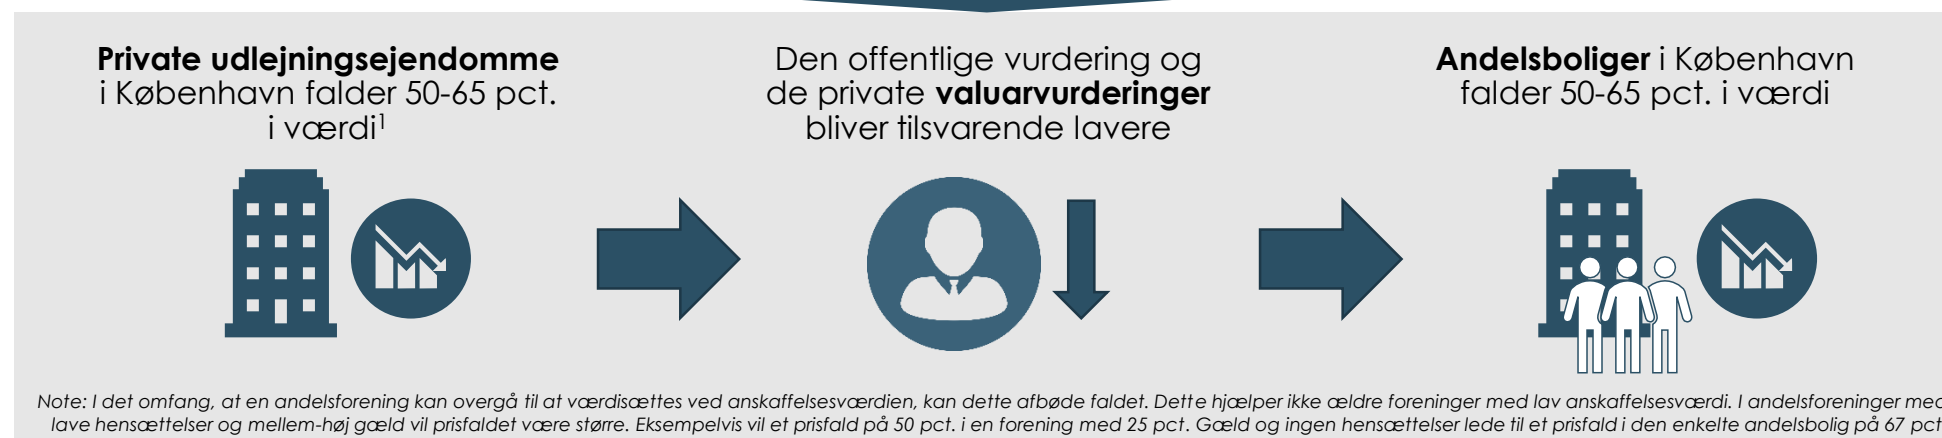 Private udlejningsejendomme
i København falder 50-65 pct.
i værdi¹
Den offentlige vurdering og
de private valuarvurderinger
bliver tilsvarende lavere
Andelsboliger i København
falder 50-65 pct. i værdi
Note: I det omfang, at en andelsforening kan overgå til at værdisættes ved anskaffelsesværdien, kan dette afbøde faldet. Dette hjælper ikke ældre foreninger med lav anskaffelsesværdi. I andelsforeninger med
lave hensættelser og mellem-høj gæld vil prisfaldet være større. Eksempelvis vil et prisfald på 50 pct. i en forening med 25 pct. Gæld og ingen hensættelser lede til et prisfald i den enkelte andelsbolig på 67 pct